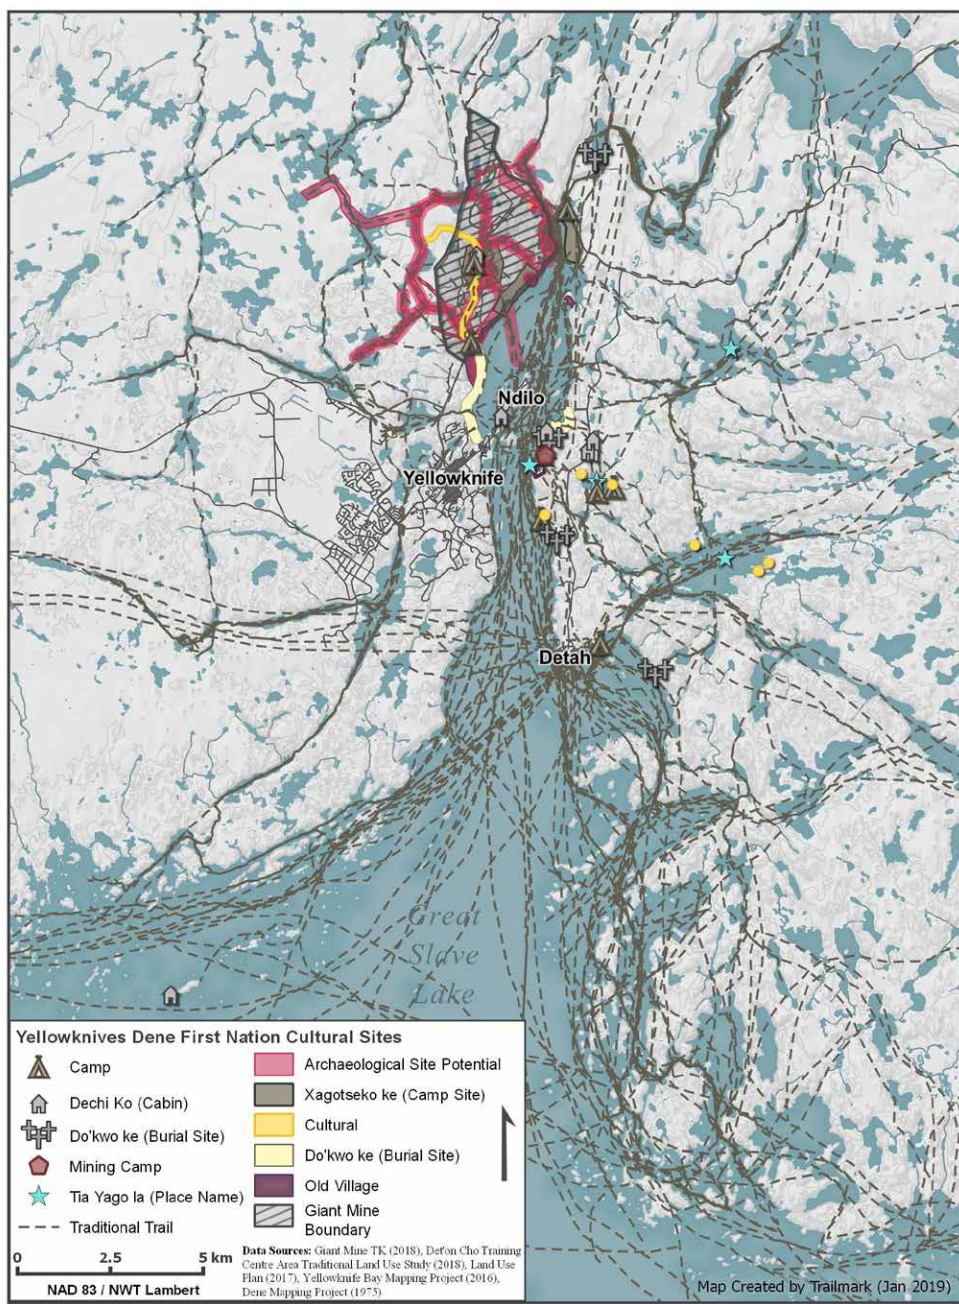 Ndilo
Yellowknife
Detah
Great
Slave
Lake
Yellowknives Dene First Nation Cultural Sites
Camp
Dechi Ko (Cabin)
Do'kwo ke (Burial Site)
Mining Camp
Tia Yago la (Place Name)
Traditional Trail
0 2.5 5 km
NAD 83 / NWT Lambert
Archaeological Site Potential
Xagotseko ke (Camp Site)
Cultural
Do'kwo ke (Burial Site)
Old Village
Giant Mine
Boundary
Data Sources: Giant Mine TK (2018), Det'on Cho Training
Centre Area Traditional Land Use Study (2018), Land Use
Plan (2017), Yellowknife Bay Mapping Project (2016),
Dene Mapping Project (1975)
Map Created by Trailmark (Jan 2019)